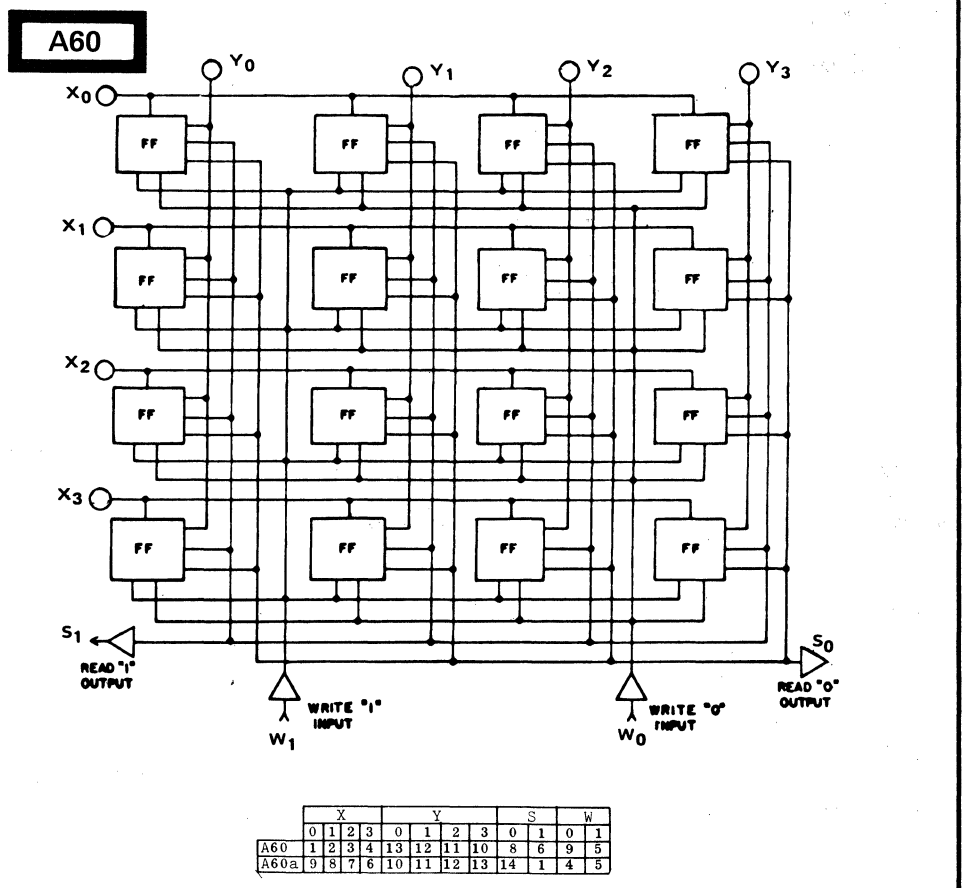 A60
Y0 Y1 Y2 Y3
X0
FF FF FF FF
X1
FF FF FF FF
X2
FF FF FF FF
X3
FF FF FF FF
S1 S0
READ "1" OUTPUT
READ "0" OUTPUT
WRITE "1" INPUT
WRITE "0" INPUT
W1 W0
X Y S W
0 1 2 3 0 1 2 3 0 1 0 1
A60 1 2 3 4 13 12 11 10 8 6 9 5
A60a 9 8 7 6 10 11 12 13 14 1 4 5